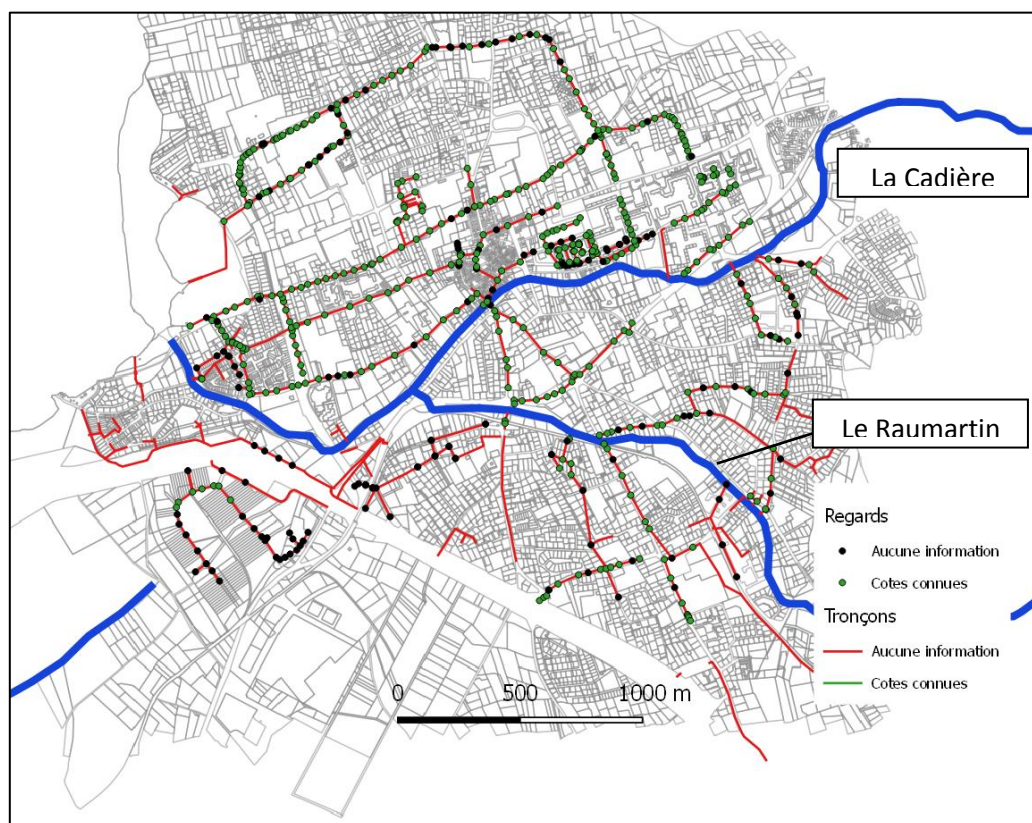 La Cadière
Le Raumartin
Regards
Aucune information
Cotes connues
Tronçons
Aucune information
Cotes connues
0 500 1000 m